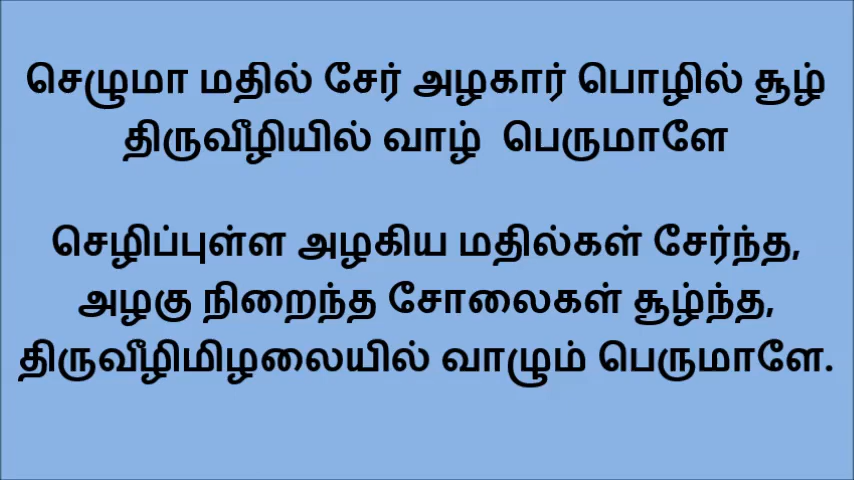 செழுமா மதில் சேர் அழகார் பொழில் சூழ்
திருவீழியில் வாழ் பெருமாளே
செழிப்புள்ள அழகிய மதில்கள் சேர்ந்த,
அழகு நிறைந்த சோலைகள் சூழ்ந்த,
திருவீழிமிழலையில் வாழும் பெருமாளே.